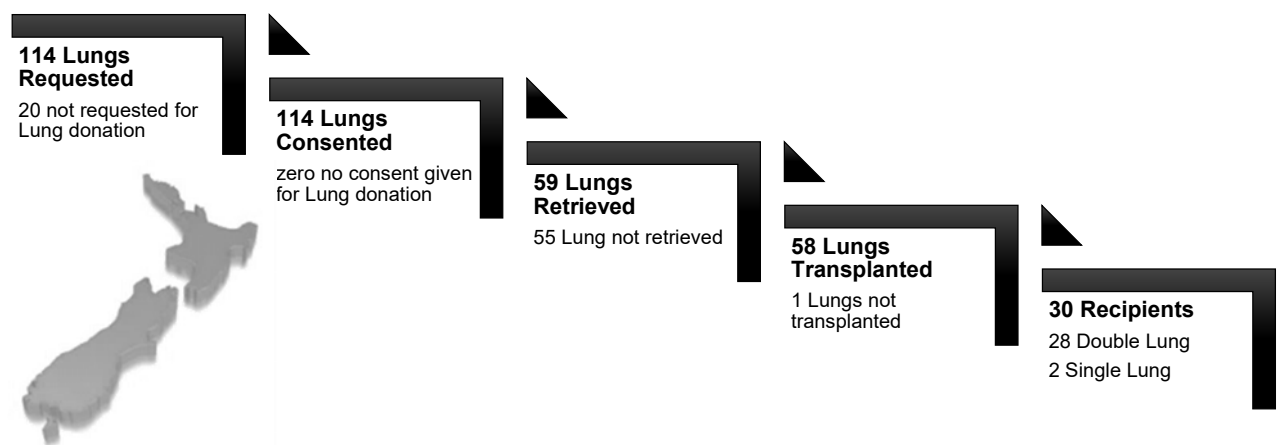 114 Lungs
Requested
20 not requested for
Lung donation
114 Lungs
Consented
zero no consent given
for Lung donation
59 Lungs
Retrieved
55 Lung not retrieved
58 Lungs
Transplanted
1 Lungs not
transplanted
30 Recipients
28 Double Lung
2 Single Lung